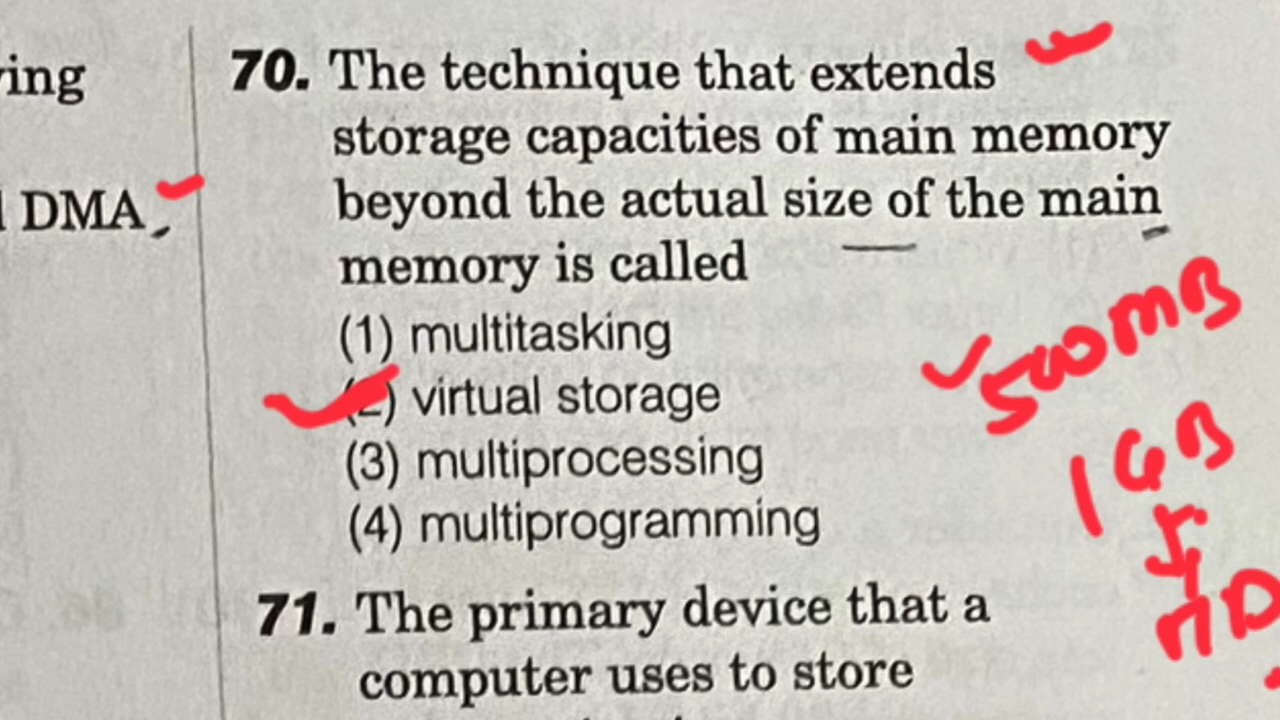 ing
DMA
70. The technique that extends
storage capacities of main memory
beyond the actual size of the main
memory is called
(1) multitasking
(2) virtual storage
(3) multiprocessing
(4) multiprogramming
500MB
1GB
71. The primary device that a
computer uses to store